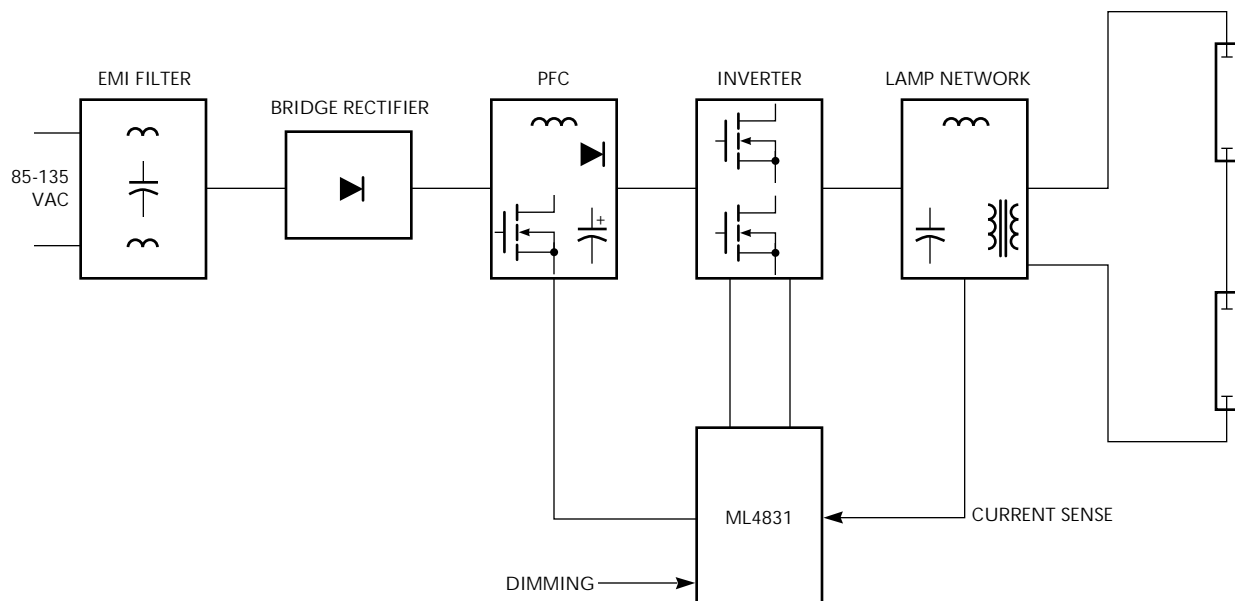 EMI FILTER
BRIDGE RECTIFIER
PFC
INVERTER
LAMP NETWORK
85-135
VAC
+
ML4831
CURRENT SENSE
DIMMING